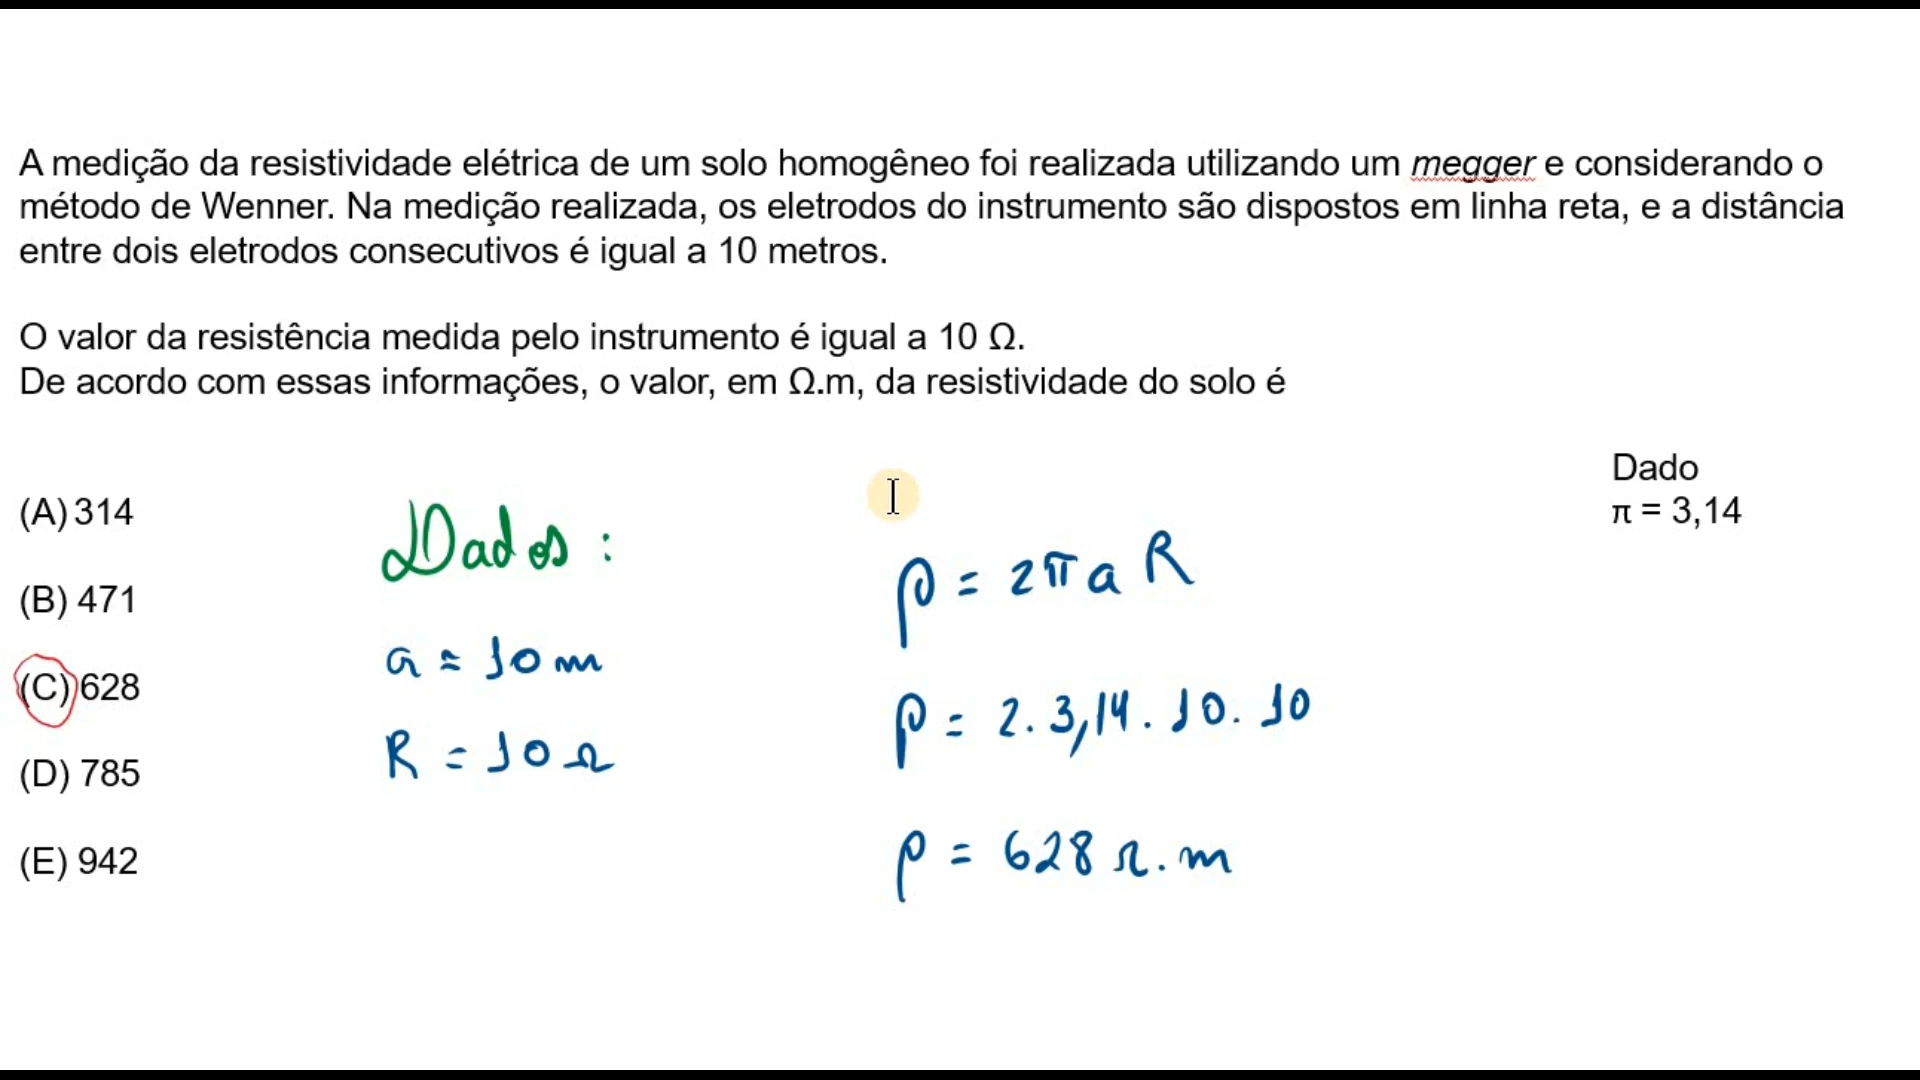 A medição da resistividade elétrica de um solo homogêneo foi realizada utilizando um megger e considerando o
método de Wenner. Na medição realizada, os eletrodos do instrumento são dispostos em linha reta, e a distância
entre dois eletrodos consecutivos é igual a 10 metros.
O valor da resistência medida pelo instrumento é igual a 10 Ω.
De acordo com essas informações, o valor, em Ω.m, da resistividade do solo é
Dado
π = 3,14
(A) 314
(B) 471
(C) 628
(D) 785
(E) 942
Dados:
a = 10 m
R = 10 Ω
ρ = 2πa R
ρ = 2. 3,14. 10. 10
ρ = 628 Ω.m